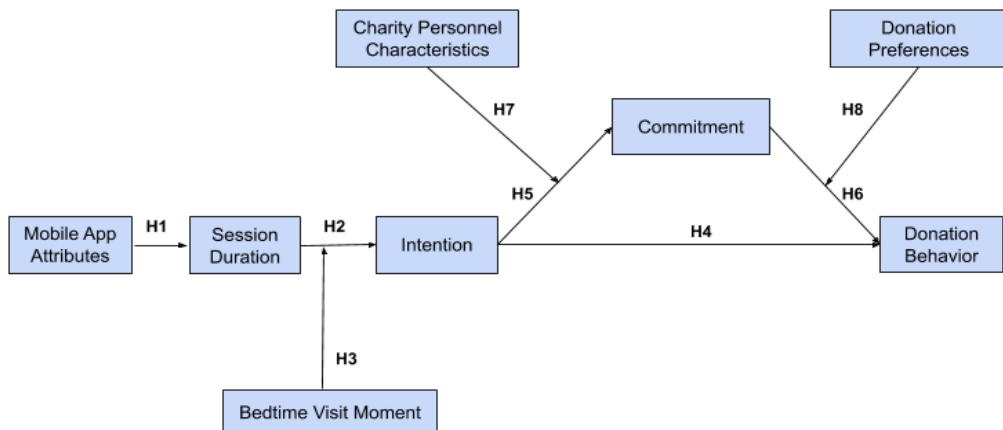 Charity Personnel
Characteristics
Donation
Preferences
H7
H8
Commitment
H5
H6
Mobile App
Attributes
H1
Session
Duration
H2
Intention
H4
Donation
Behavior
H3
Bedtime Visit Moment